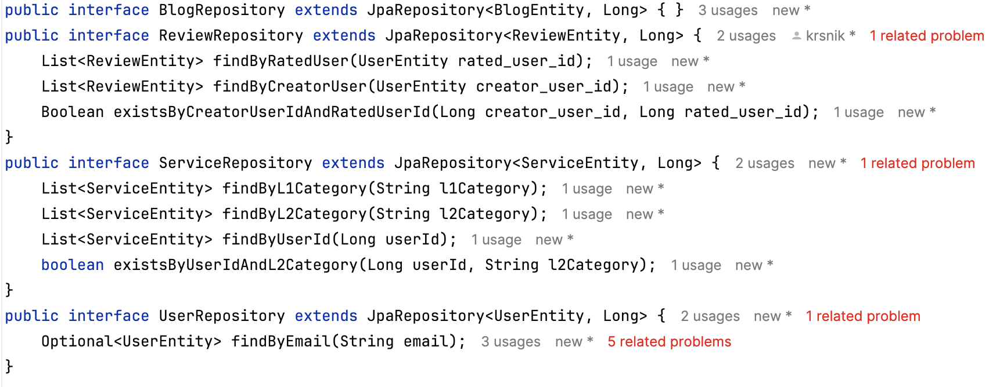 public interface BlogRepository extends JpaRepository<BlogEntity, Long> { } 3 usages new *
public interface ReviewRepository extends JpaRepository<ReviewEntity, Long> { 2 usages krsnik * 1 related problem
List<ReviewEntity> findByRatedUser(UserEntity rated_user_id); 1 usage new *
List<ReviewEntity> findByCreatorUser(UserEntity creator_user_id); 1 usage new *
Boolean existsByCreatorUserIdAndRatedUserId(Long creator_user_id, Long rated_user_id); 1 usage new *
}
public interface ServiceRepository extends JpaRepository<ServiceEntity, Long> { 2 usages new * 1 related problem
List<ServiceEntity> findByL1Category(String l1Category); 1 usage new *
List<ServiceEntity> findByL2Category(String l2Category); 1 usage new *
List<ServiceEntity> findByUserId(Long userId); 1 usage new *
boolean existsByUserIdAndL2Category(Long userId, String l2Category); 1 usage new *
}
public interface UserRepository extends JpaRepository<UserEntity, Long> { 2 usages new * 1 related problem
Optional<UserEntity> findByEmail(String email); 3 usages new * 5 related problems
}